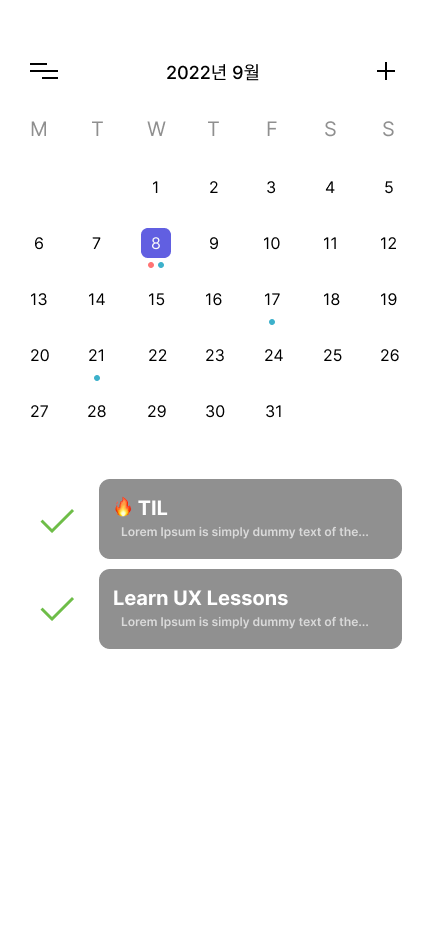 2022년 9월
M T W T F S S
1 2 3 4 5
6 7 8 9 10 11 12
13 14 15 16 17 18 19
20 21 22 23 24 25 26
27 28 29 30 31
🔥 TIL
Lorem Ipsum is simply dummy text of the...
Learn UX Lessons
Lorem Ipsum is simply dummy text of the...